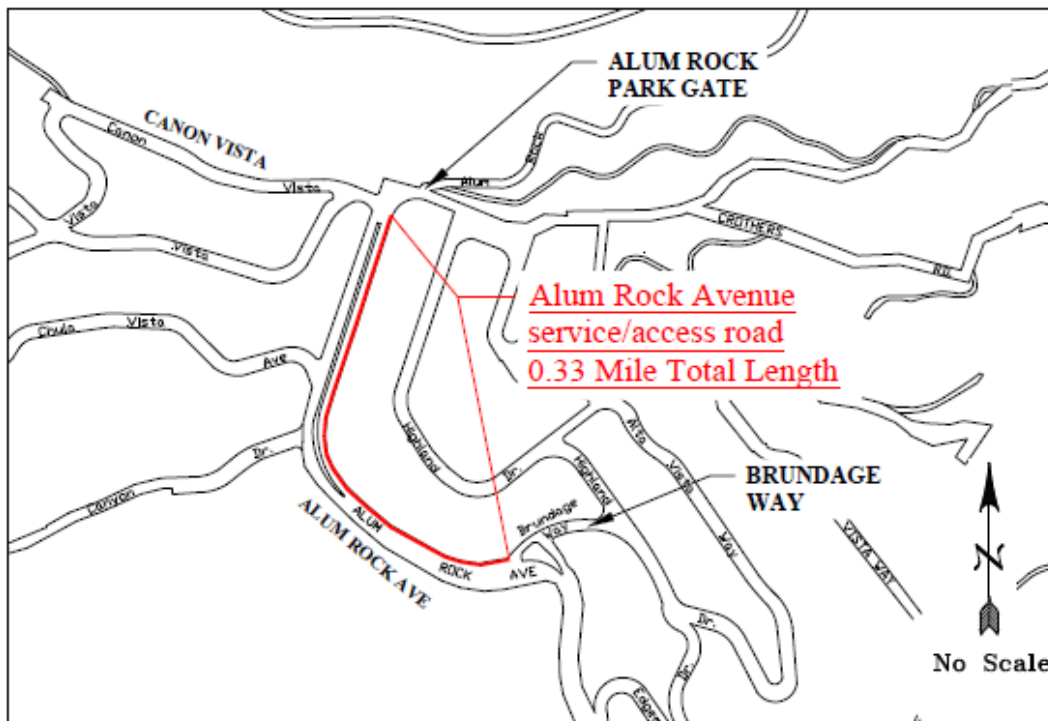 ALUM ROCK
PARK GATE
CANON VISTA
Canon
Vista
Alum
Rock
Vista
Vista
CROTHERS
RD
Alum Rock Avenue
service/access road
0.33 Mile Total Length
Chula
Vista
Ave
Highland
Dr.
Alta
Vista
Way
Highland
Dr.
Dr.
Canyon
Dr.
BRUNDAGE
WAY
Brundage
Way
ALUM
ROCK
AVE
ALUM ROCK AVE
VISTA WAY
N
No Scale